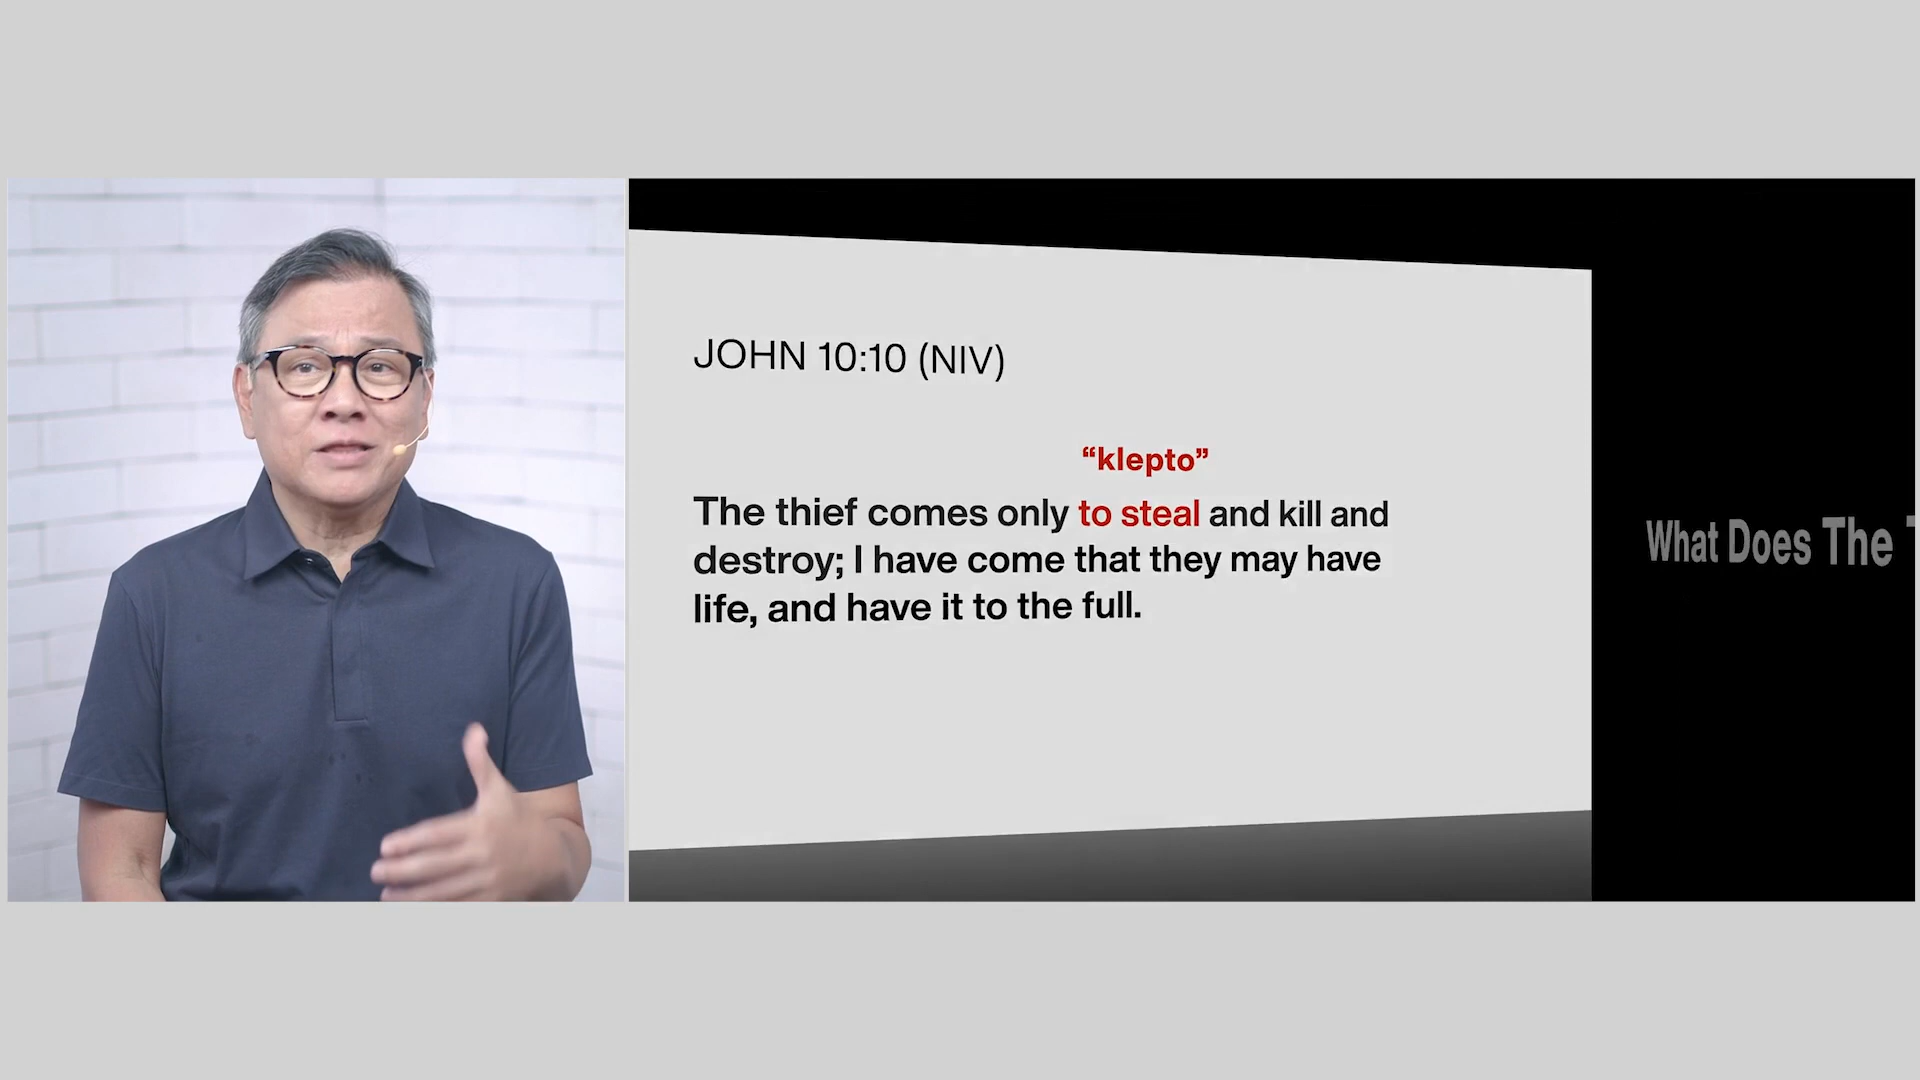 JOHN 10:10 (NIV)
“klepto”
The thief comes only to steal and kill and
destroy; I have come that they may have
life, and have it to the full.
What Does The